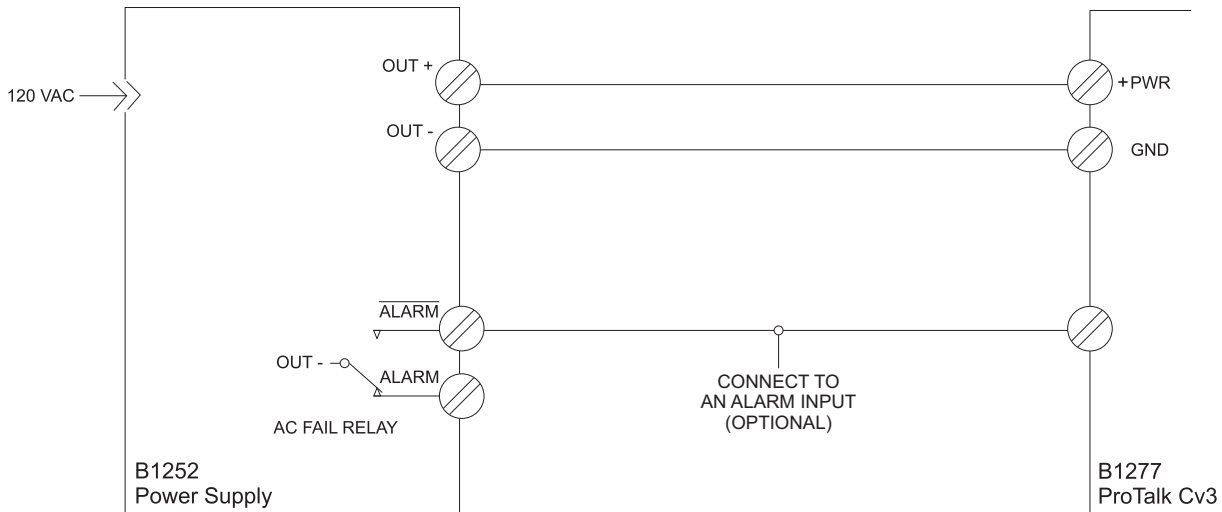 OUT +
+PWR
120 VAC
OUT -
GND
ALARM
OUT -
ALARM
CONNECT TO
AN ALARM INPUT
(OPTIONAL)
AC FAIL RELAY
B1252
Power Supply
B1277
ProTalk Cv3